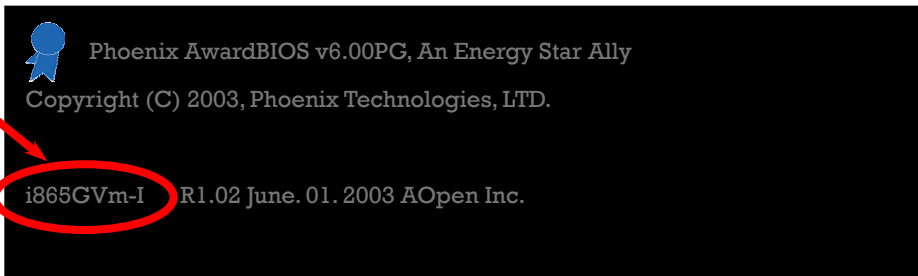 Phoenix AwardBIOS v6.00PG, An Energy Star Ally
Copyright (C) 2003, Phoenix Technologies, LTD.
i865GVm-I R1.02 June. 01. 2003 AOpen Inc.